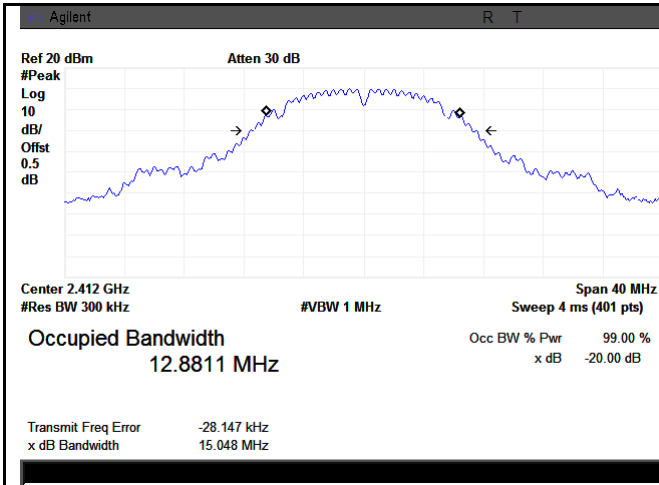 Agilent R T
Ref 20 dBm Atten 30 dB
#Peak
Log
10
dB/
Offst
0.5
dB
Center 2.412 GHz Span 40 MHz
#Res BW 300 kHz #VBW 1 MHz Sweep 4 ms (401 pts)
Occupied Bandwidth Occ BW % Pwr 99.00 %
12.8811 MHz x dB -20.00 dB
Transmit Freq Error -28.147 kHz
x dB Bandwidth 15.048 MHz